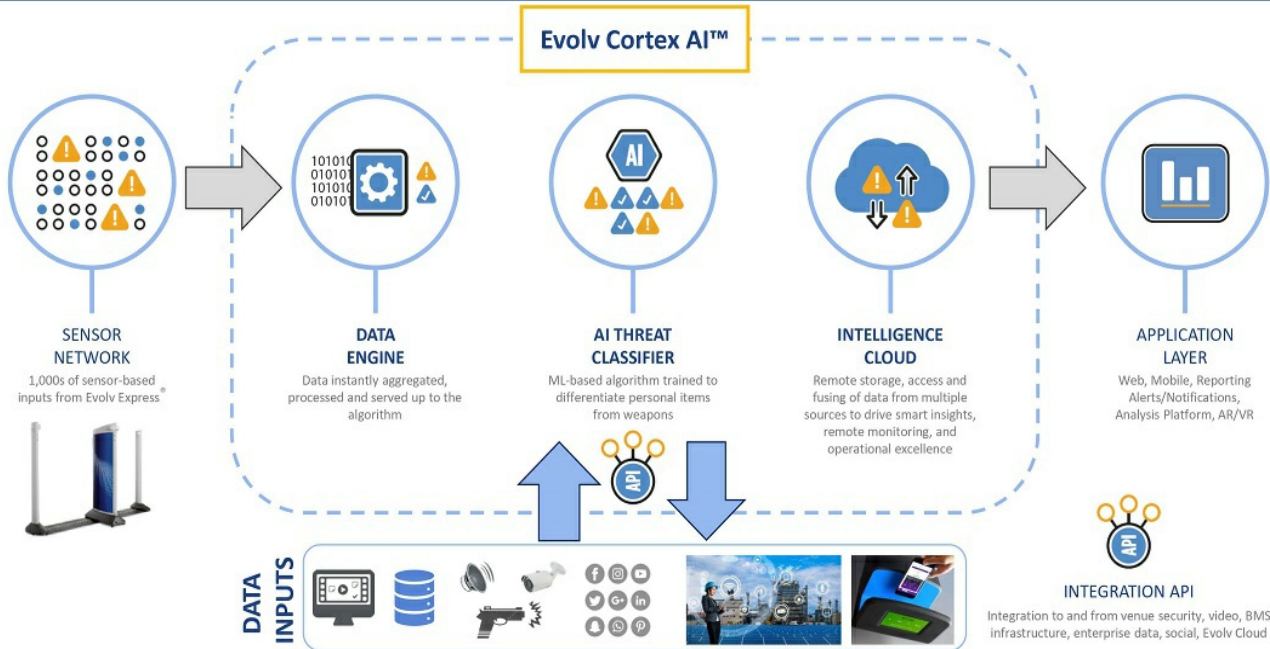 Evolv Cortex AI™
101010
010101
101010
010101
AI
SENSOR
NETWORK
1,000s of sensor-based
inputs from Evolv Express®
DATA
ENGINE
Data instantly aggregated,
processed and served up to the
algorithm
AI THREAT
CLASSIFIER
ML-based algorithm trained to
differentiate personal items
from weapons
INTELLIGENCE
CLOUD
Remote storage, access and
fusing of data from multiple
sources to drive smart insights,
remote monitoring, and
operational excellence
APPLICATION
LAYER
Web, Mobile, Reporting
Alerts/Notifications,
Analysis Platform, AR/VR
API
DATA
INPUTS
API
INTEGRATION API
Integration to and from venue security, video, BMS
infrastructure, enterprise data, social, Evolv Cloud